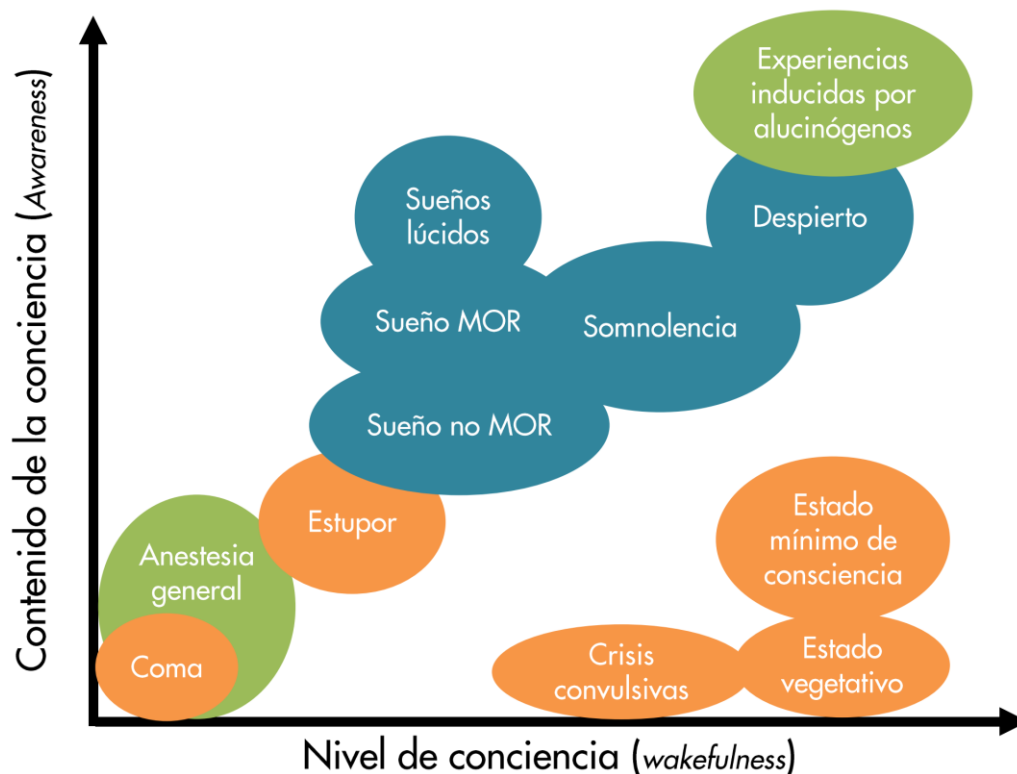 Contenido de la conciencia (Awareness)
Experiencias
inducidas por
alucinógenos
Sueños
lúcidos
Despierto
Sueño MOR
Somnolencia
Sueño no MOR
Estupor
Estado
mínimo de
consciencia
Anestesia
general
Coma
Crisis
convulsivas
Estado
vegetativo
Nivel de conciencia (wakefulness)